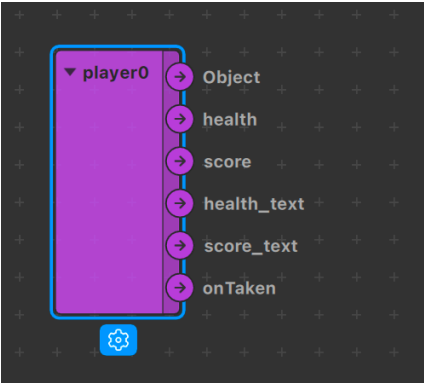 player0
Object
health
score
health_text
score_text
onTaken